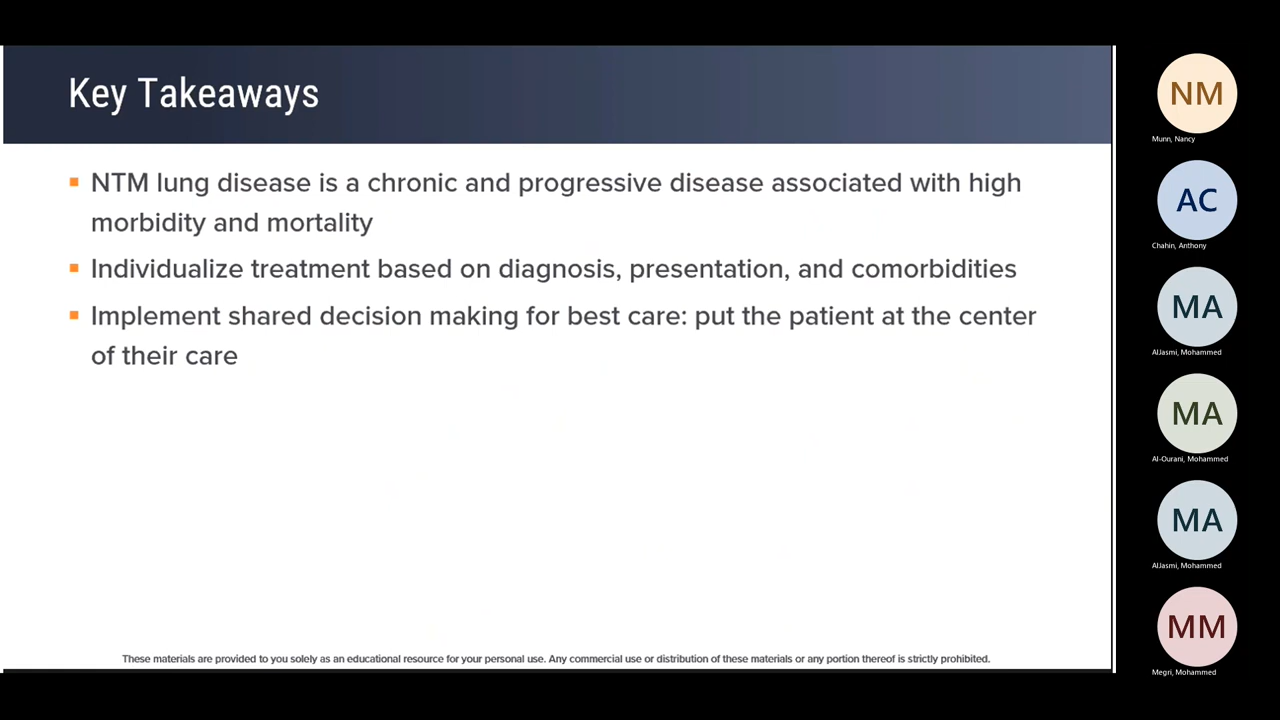 Key Takeaways
NTM lung disease is a chronic and progressive disease associated with high
morbidity and mortality
Individualize treatment based on diagnosis, presentation, and comorbidities
Implement shared decision making for best care: put the patient at the center
of their care
These materials are provided to you solely as an educational resource for your personal use. Any commercial use or distribution of these materials or any portion thereof is strictly prohibited.
NM
Munn, Nancy
AC
Chahin, Anthony
MA
AlJasmi, Mohammed
MA
Al-Ourani, Mohammed
MA
AlJasmi, Mohammed
MM
Megri, Mohammed